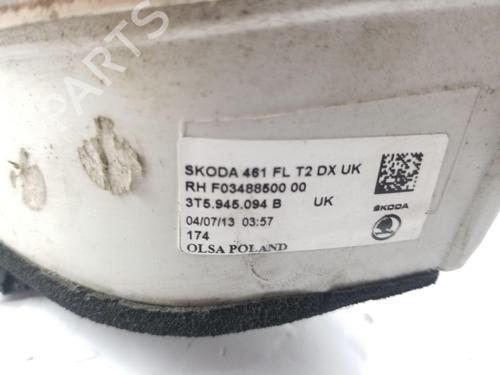 B-PARTS
SKODA 461 FL T2 DX UK
RH F03488500 00
3T5.945.094 B UK
04/07/13 03:57
174
OLSA POLAND
ŠKODA